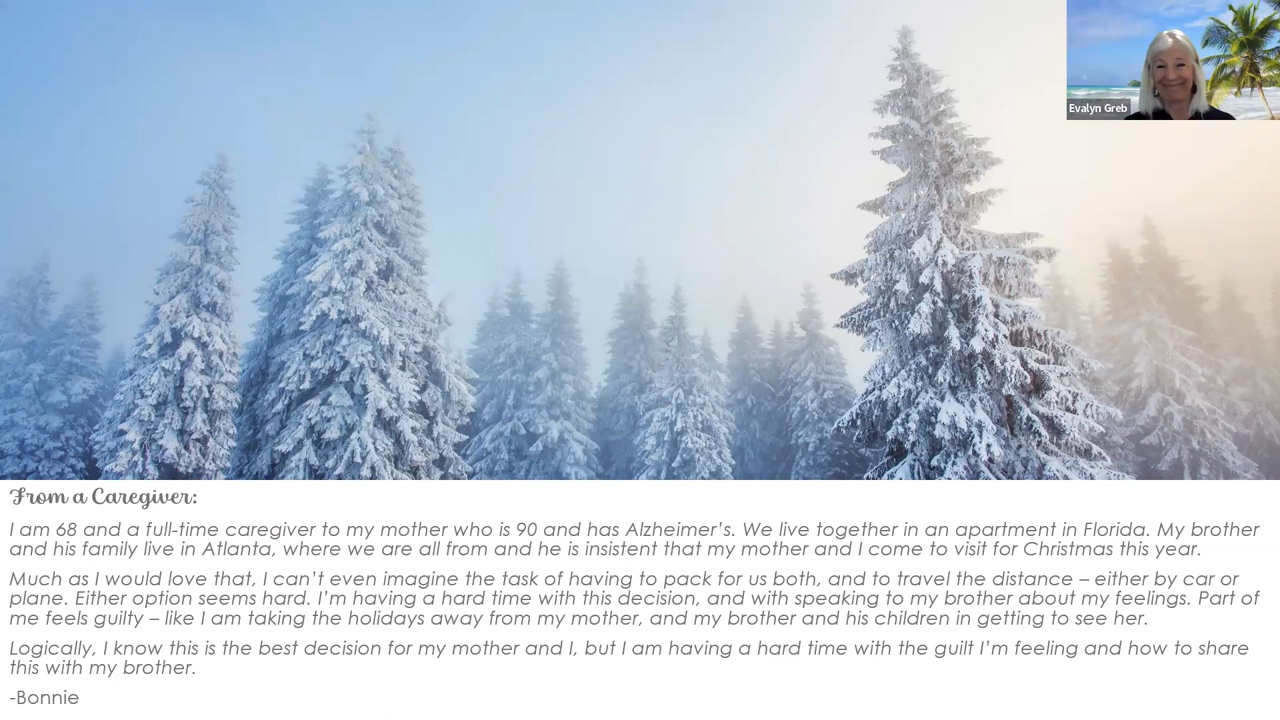 Evalyn Greb
From a Caregiver:
I am 68 and a full-time caregiver to my mother who is 90 and has Alzheimer's. We live together in an apartment in Florida. My brother
and his family live in Atlanta, where we are all from and he is insistent that my mother and I come to visit for Christmas this year.
Much as I would love that, I can't even imagine the task of having to pack for us both, and to travel the distance – either by car or
plane. Either option seems hard. I'm having a hard time with this decision, and with speaking to my brother about my feelings. Part of
me feels guilty – like I am taking the holidays away from my mother, and my brother and his children in getting to see her.
Logically, I know this is the best decision for my mother and I, but I am having a hard time with the guilt I'm feeling and how to share
this with my brother.
-Bonnie